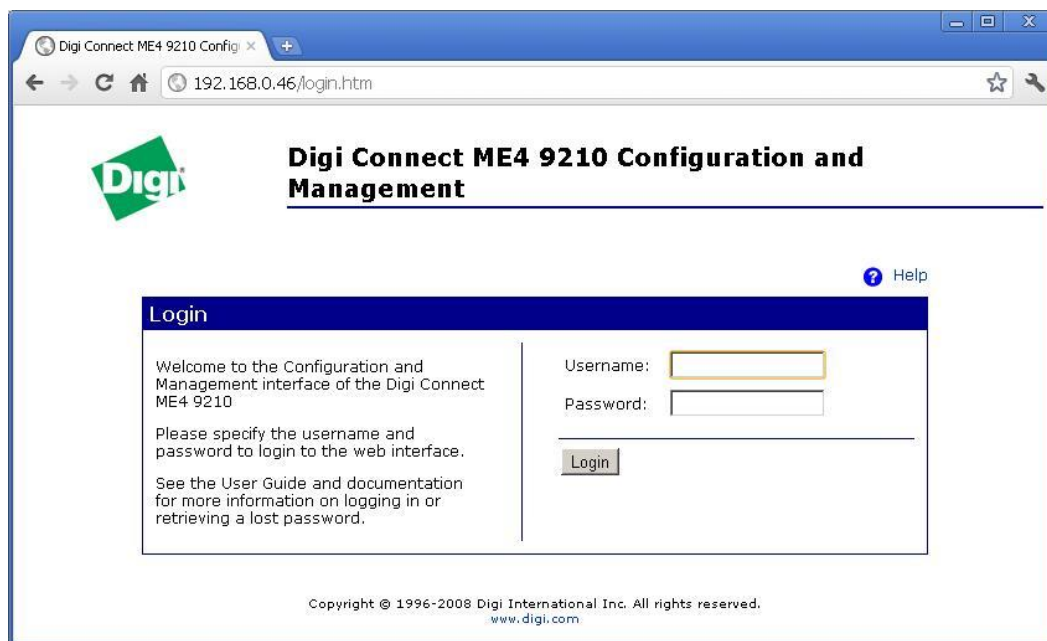 Digi Connect ME4 9210 Config
192.168.0.46/login.htm
Digi
Digi Connect ME4 9210 Configuration and
Management
? Help
Login
Welcome to the Configuration and
Management interface of the Digi Connect
ME4 9210
Please specify the username and
password to login to the web interface.
See the User Guide and documentation
for more information on logging in or
retrieving a lost password.
Username:
Password:
Login
Copyright © 1996-2008 Digi International Inc. All rights reserved.
www.digi.com